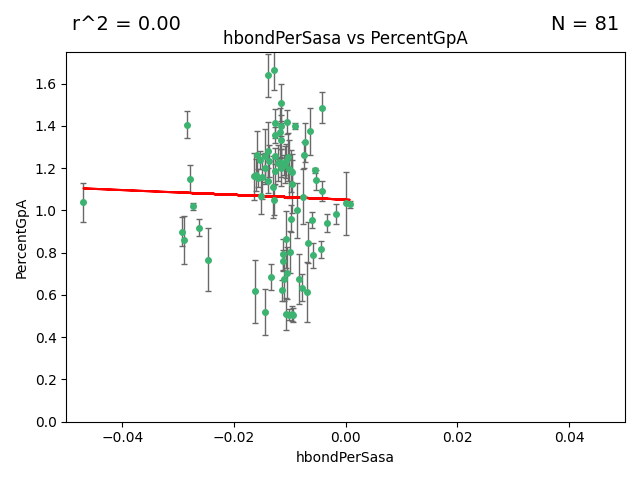 r^2 = 0.00
N = 81
hbondPerSasa vs PercentGpA
1.6
1.4
1.2
1.0
0.8
0.6
0.4
0.2
0.0
PercentGpA
−0.04
−0.02
0.00
0.02
0.04
hbondPerSasa